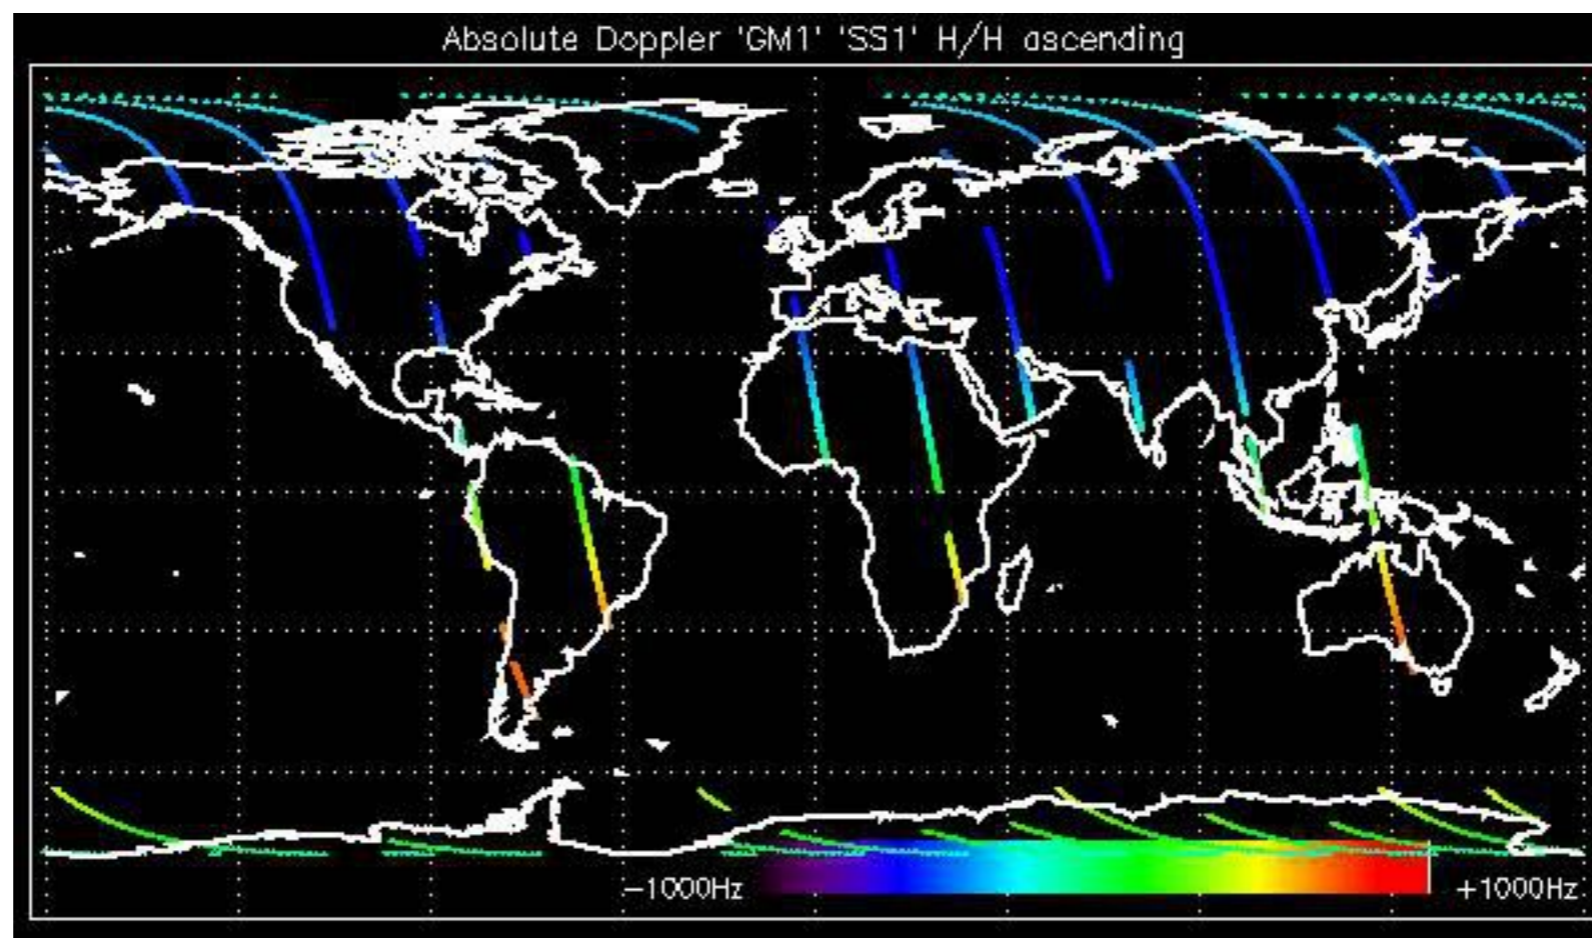 Absolute Doppler 'GM1' 'SS1' H/H ascending
-1000Hz
+1000Hz